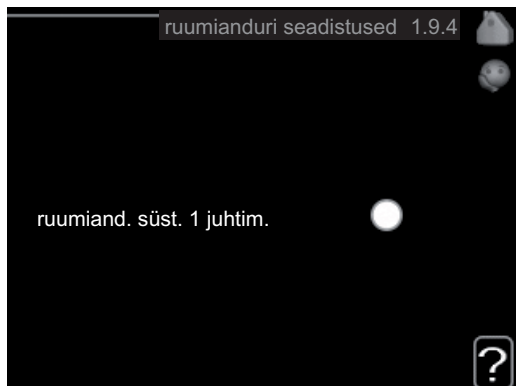 ruumianduri seadistused 1.9.4
ruumiand. süst. 1 juhtim.
?